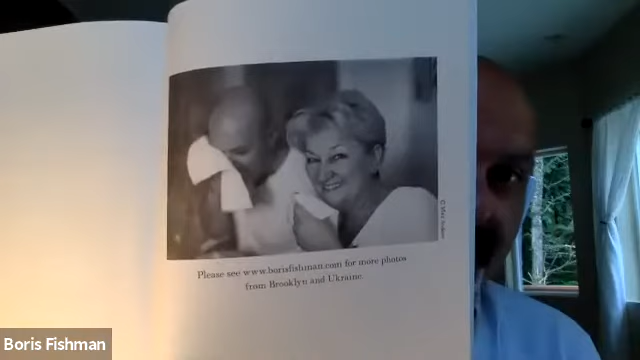 Please see www.borisfishman.com for more photos
from Brooklyn and Ukraine
Boris Fishman